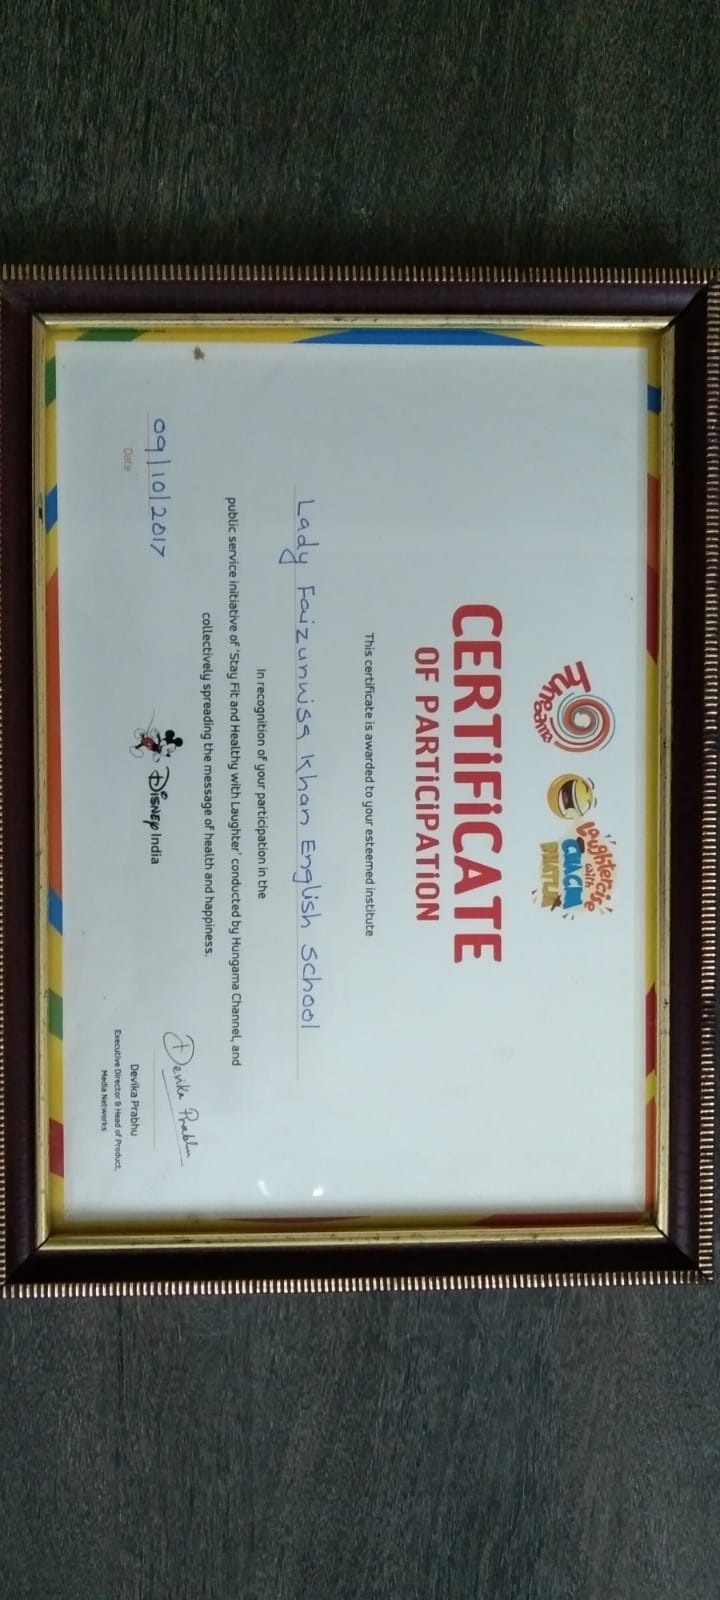 हंगामा
Laughtercise
with
CHACHA
BHATIJA
CERTiFiCATE
OF PARTiCiPATiON
This certificate is awarded to your esteemed institute
Lady Faizunnisa Khan English School
In recognition of your participation in the
public service initiative of 'Stay Fit and Healthy with Laughter' conducted by Hungama Channel, and
collectively spreading the message of health and happiness.
09/10/2017
Date
Disney India
Devika Prabhu
Devika Prabhu
Executive Director & Head of Product,
Media Networks